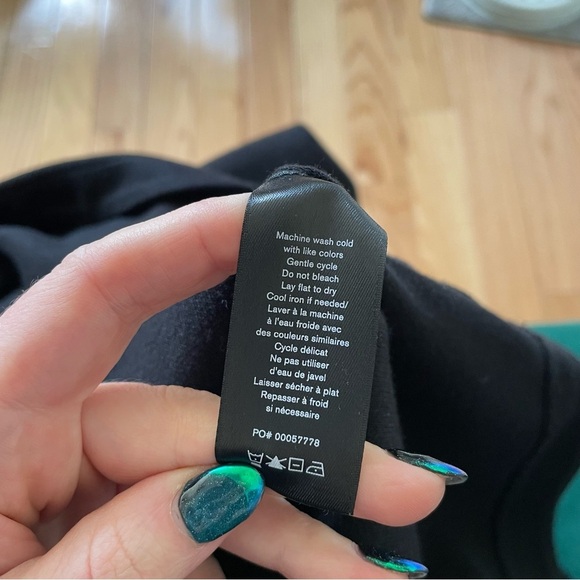 Machine wash cold
with like colors
Gentle cycle
Do not bleach
Lay flat to dry
Cool iron if needed/
Laver à la machine
à l'eau froide avec
des couleurs similaires
Cycle délicat
Ne pas utiliser
d'eau de javel
Laisser sécher à plat
Repasser à froid
si nécessaire
PO# 00057778